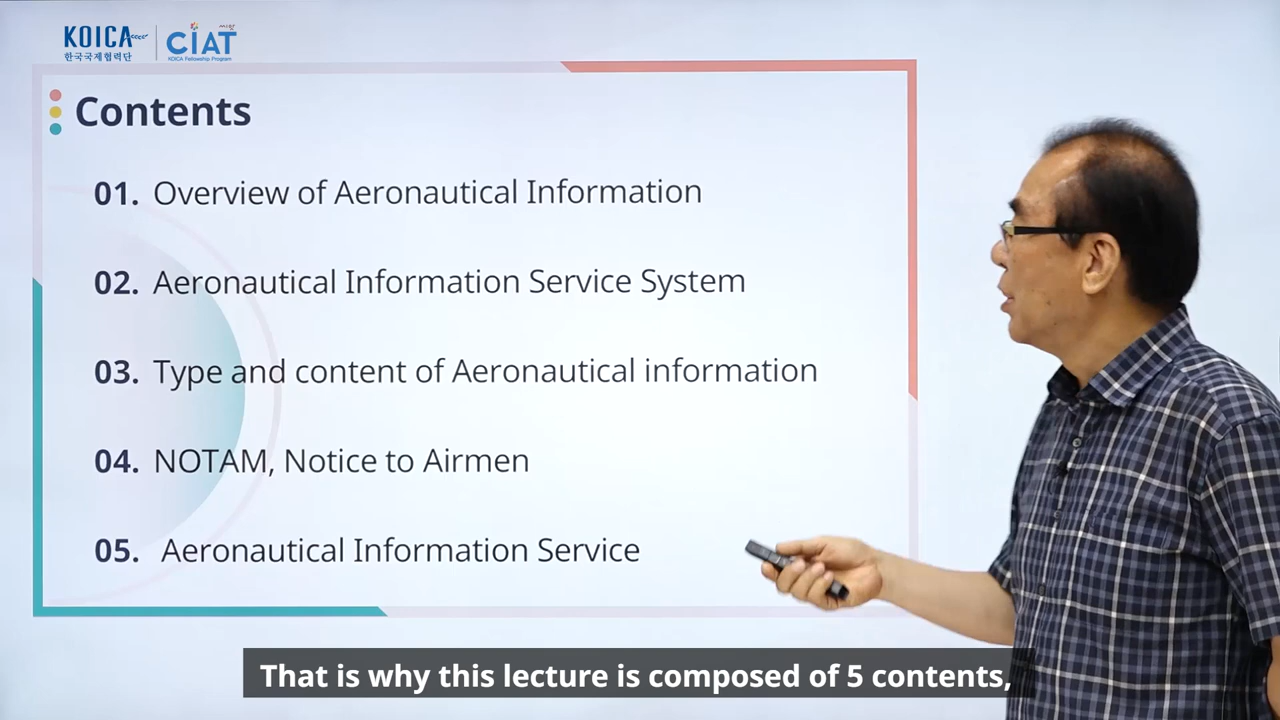 KOICA
한국국제협력단
CIAT
KOICA Fellowship Program
Contents
01. Overview of Aeronautical Information
02. Aeronautical Information Service System
03. Type and content of Aeronautical information
04. NOTAM, Notice to Airmen
05. Aeronautical Information Service
That is why this lecture is composed of 5 contents,